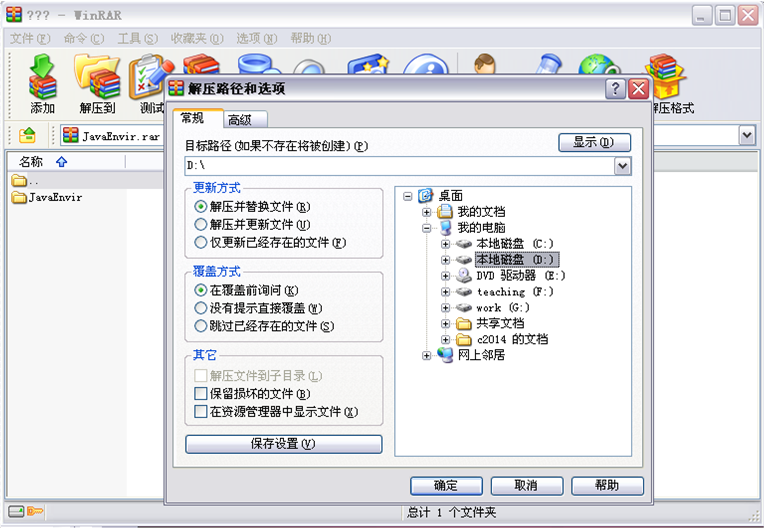 ??? - WinRAR
文件(F) 命令(C) 工具(S) 收藏夹(O) 选项(N) 帮助(H)
添加 解压到 测试 解压格式
JavaEnvir.rar
名称
..
JavaEnvir
解压路径和选项
常规 高级
目标路径(如果不存在将被创建)(P)
显示(D)
D:\
更新方式
解压并替换文件(R)
解压并更新文件(U)
仅更新已经存在的文件(F)
覆盖方式
在覆盖前询问(K)
没有提示直接覆盖(W)
跳过已经存在的文件(S)
其它
解压文件到子目录(L)
保留损坏的文件(B)
在资源管理器中显示文件(X)
保存设置(V)
桌面
我的文档
我的电脑
本地磁盘 (C:)
本地磁盘 (D:)
DVD 驱动器 (E:)
teaching (F:)
work (G:)
共享文档
c2014 的文档
网上邻居
确定 取消 帮助
总计 1 个文件夹